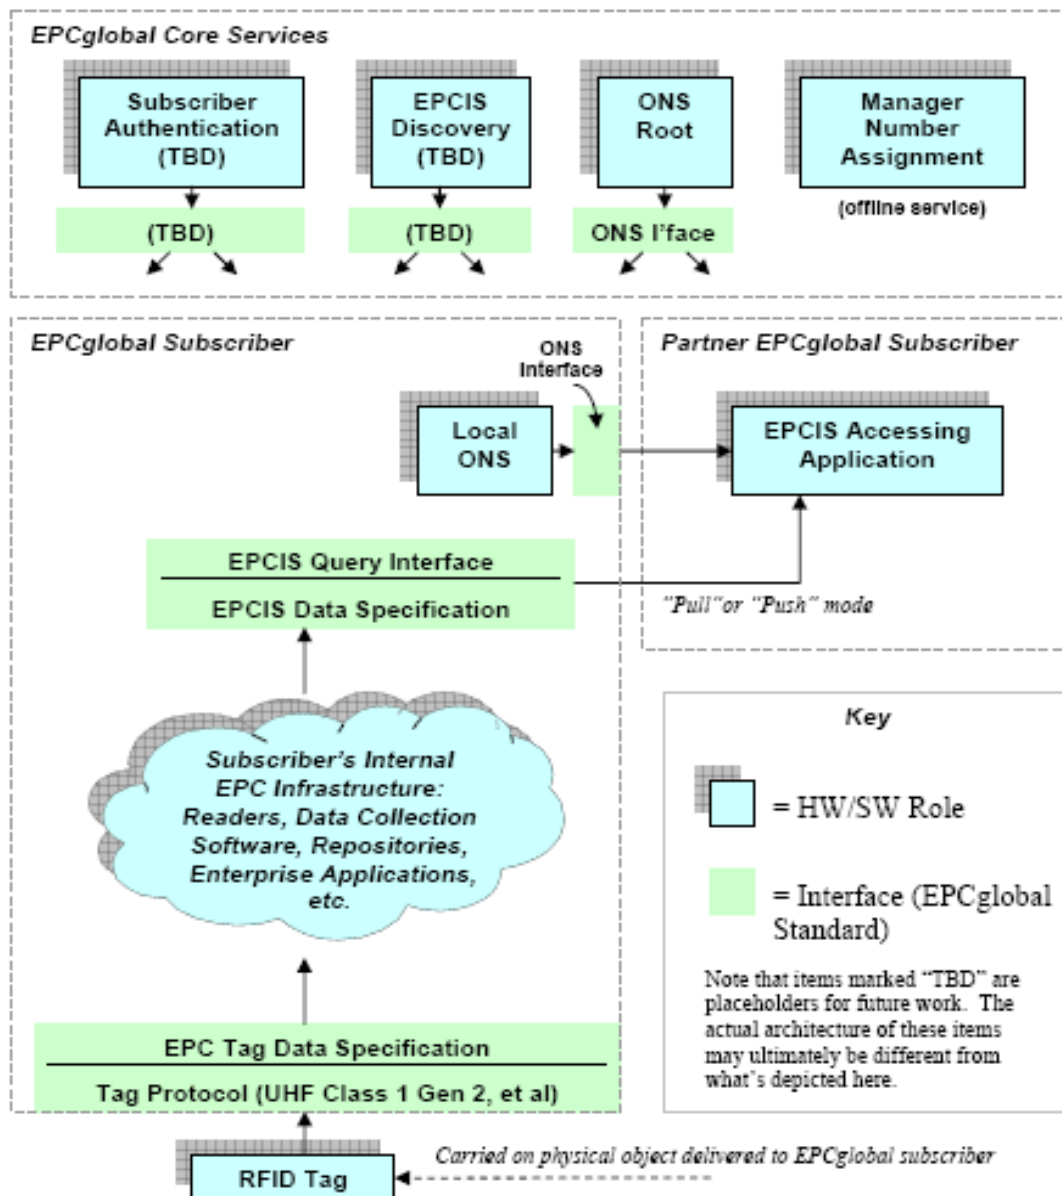 EPCglobal Core Services
Subscriber
Authentication
(TBD)
EPCIS
Discovery
(TBD)
ONS
Root
Manager
Number
Assignment
(offline service)
(TBD)
(TBD)
ONS I'face
EPCglobal Subscriber
ONS
Interface
Local
ONS
Partner EPCglobal Subscriber
EPCIS Accessing
Application
EPCIS Query Interface
EPCIS Data Specification
"Pull"or "Push" mode
Subscriber's Internal
EPC Infrastructure:
Readers, Data Collection
Software, Repositories,
Enterprise Applications,
etc.
Key
= HW/SW Role
= Interface (EPCglobal
Standard)
Note that items marked "TBD" are
placeholders for future work. The
actual architecture of these items
may ultimately be different from
what's depicted here.
EPC Tag Data Specification
Tag Protocol (UHF Class 1 Gen 2, et al)
RFID Tag
Carried on physical object delivered to EPCglobal subscriber